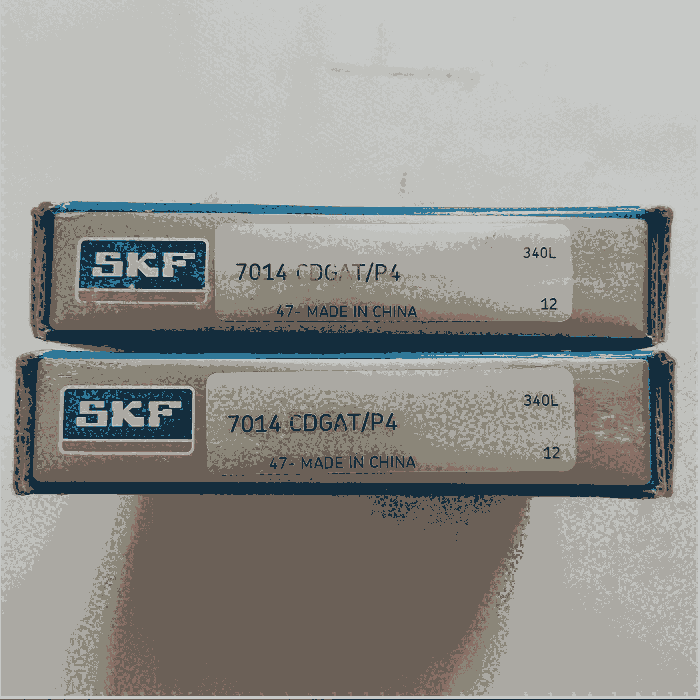 SKF
7014 CDGAT/P4
340L
47- MADE IN CHINA
12
SKF
7014 CDGAT/P4
340L
47- MADE IN CHINA
12